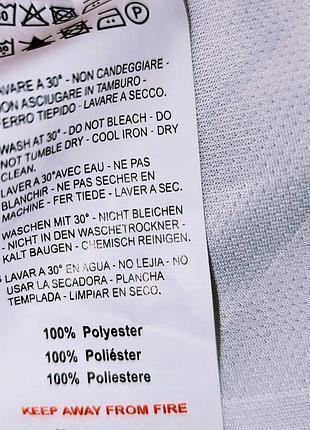 LAVARE A 30° - NON CANDEGGIARE -
NON ASCIUGARE IN TAMBURO -
FERRO TIEPIDO - LAVARE A SECCO.
WASH AT 30° - DO NOT BLEACH - DO
NOT TUMBLE DRY - COOL IRON - DRY
CLEAN.
LAVER A 30°AVEC EAU - NE PAS
BLANCHIR - NE PAS SECHER EN
MACHINE - FER TIEDE - LAVER A SEC.
WASCHEN MIT 30° - NICHT BLEICHEN
- NICHT IN DEN WASCHETROCKNER -
KALT BAUGEN - CHEMISCH REINIGEN.
LAVAR A 30° EN AGUA - NO LEJIA - NO
USAR LA SECADORA - PLANCHA
TEMPLADA - LIMPIAR EN SECO.
100% Polyester
100% Poliéster
100% Poliestere
KEEP AWAY FROM FIRE